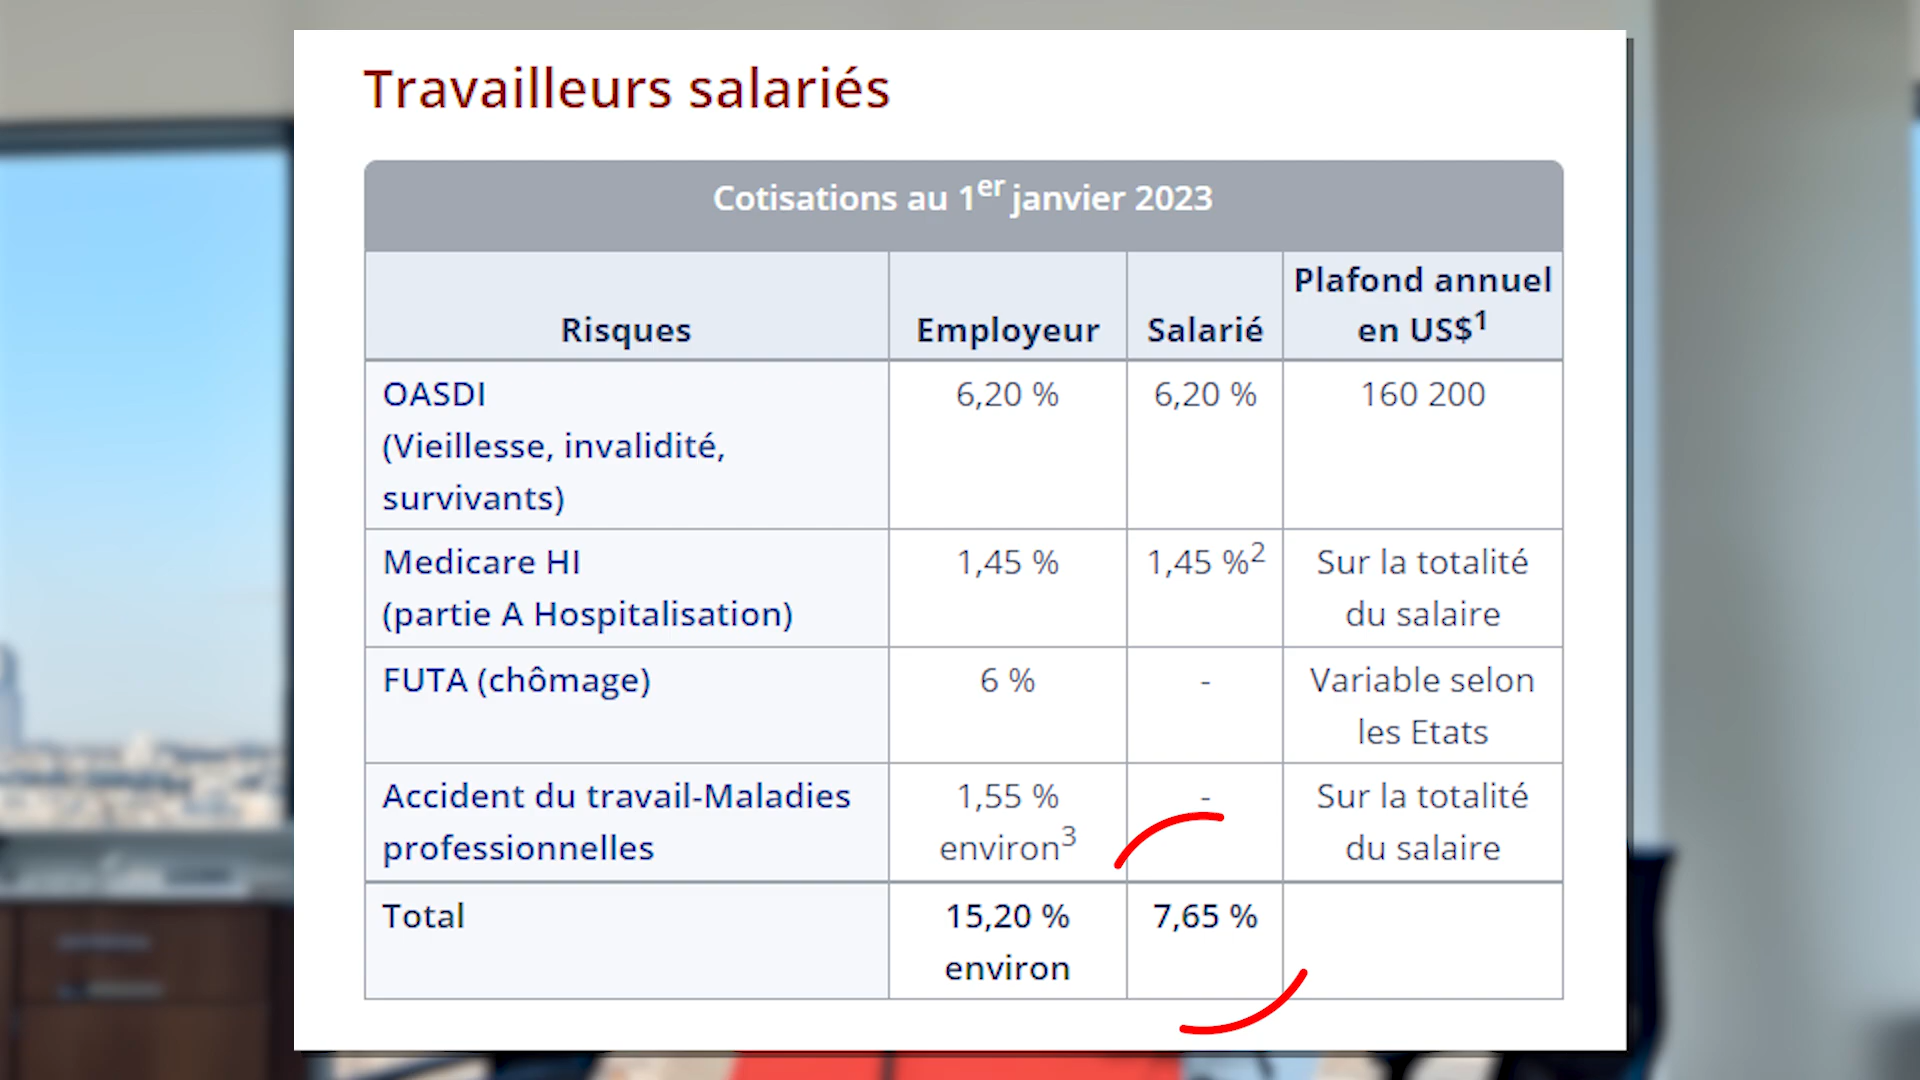 Travailleurs salariés
Cotisations au 1er janvier 2023
Risques
Employeur
Salarié
Plafond annuel
en US$1
OASDI
(Vieillesse, invalidité,
survivants)
6,20 %
6,20 %
160 200
Medicare HI
(partie A Hospitalisation)
1,45 %
1,45 %2
Sur la totalité
du salaire
FUTA (chômage)
6 %
-
Variable selon
les Etats
Accident du travail-Maladies
professionnelles
1,55 %
environ3
-
Sur la totalité
du salaire
Total
15,20 %
environ
7,65 %